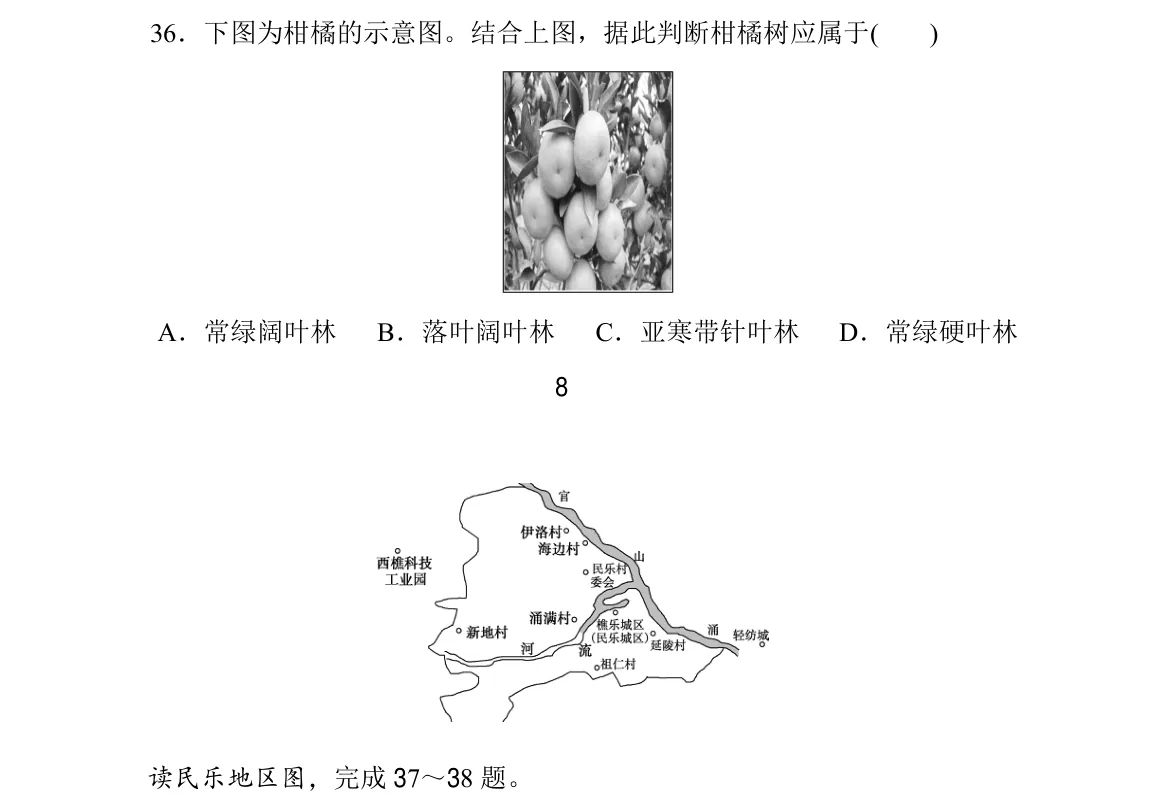 36．下图为柑橘的示意图。结合上图，据此判断柑橘树应属于(　　)
A．常绿阔叶林　B．落叶阔叶林　C．亚寒带针叶林　D．常绿硬叶林
8
官
伊洛村
海边村
山
西樵科技
工业园
民乐村
委会
涌满村
樵乐城区
(民乐城区)
新地村
涌
轻纺城
延陵村
河
流
祖仁村
读民乐地区图，完成 37～38 题。